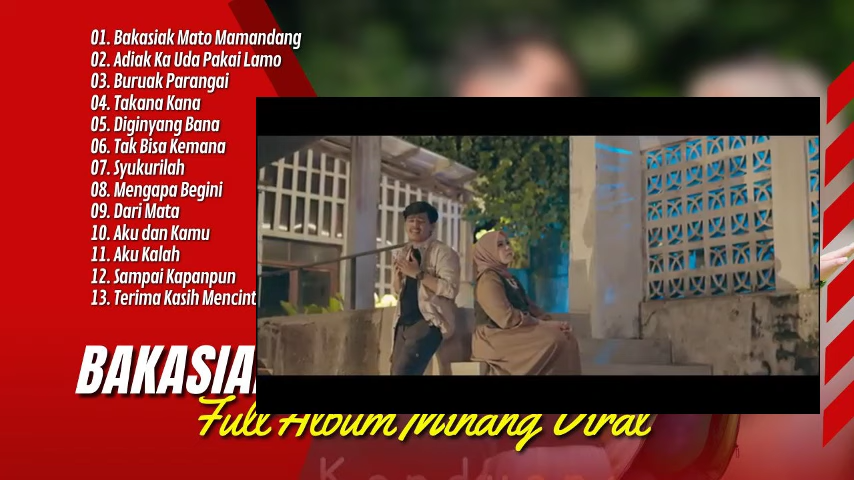 01. Bakasiak Mato Mamandang
02. Adiak Ka Uda Pakai Lamo
03. Buruak Parangai
04. Takana Kana
05. Diginyang Bana
06. Tak Bisa Kemana
07. Syukurilah
08. Mengapa Begini
09. Dari Mata
10. Aku dan Kamu
11. Aku Kalah
12. Sampai Kapanpun
13. Terima Kasih Mencint
BAKASIA
Full Album Minang Viral